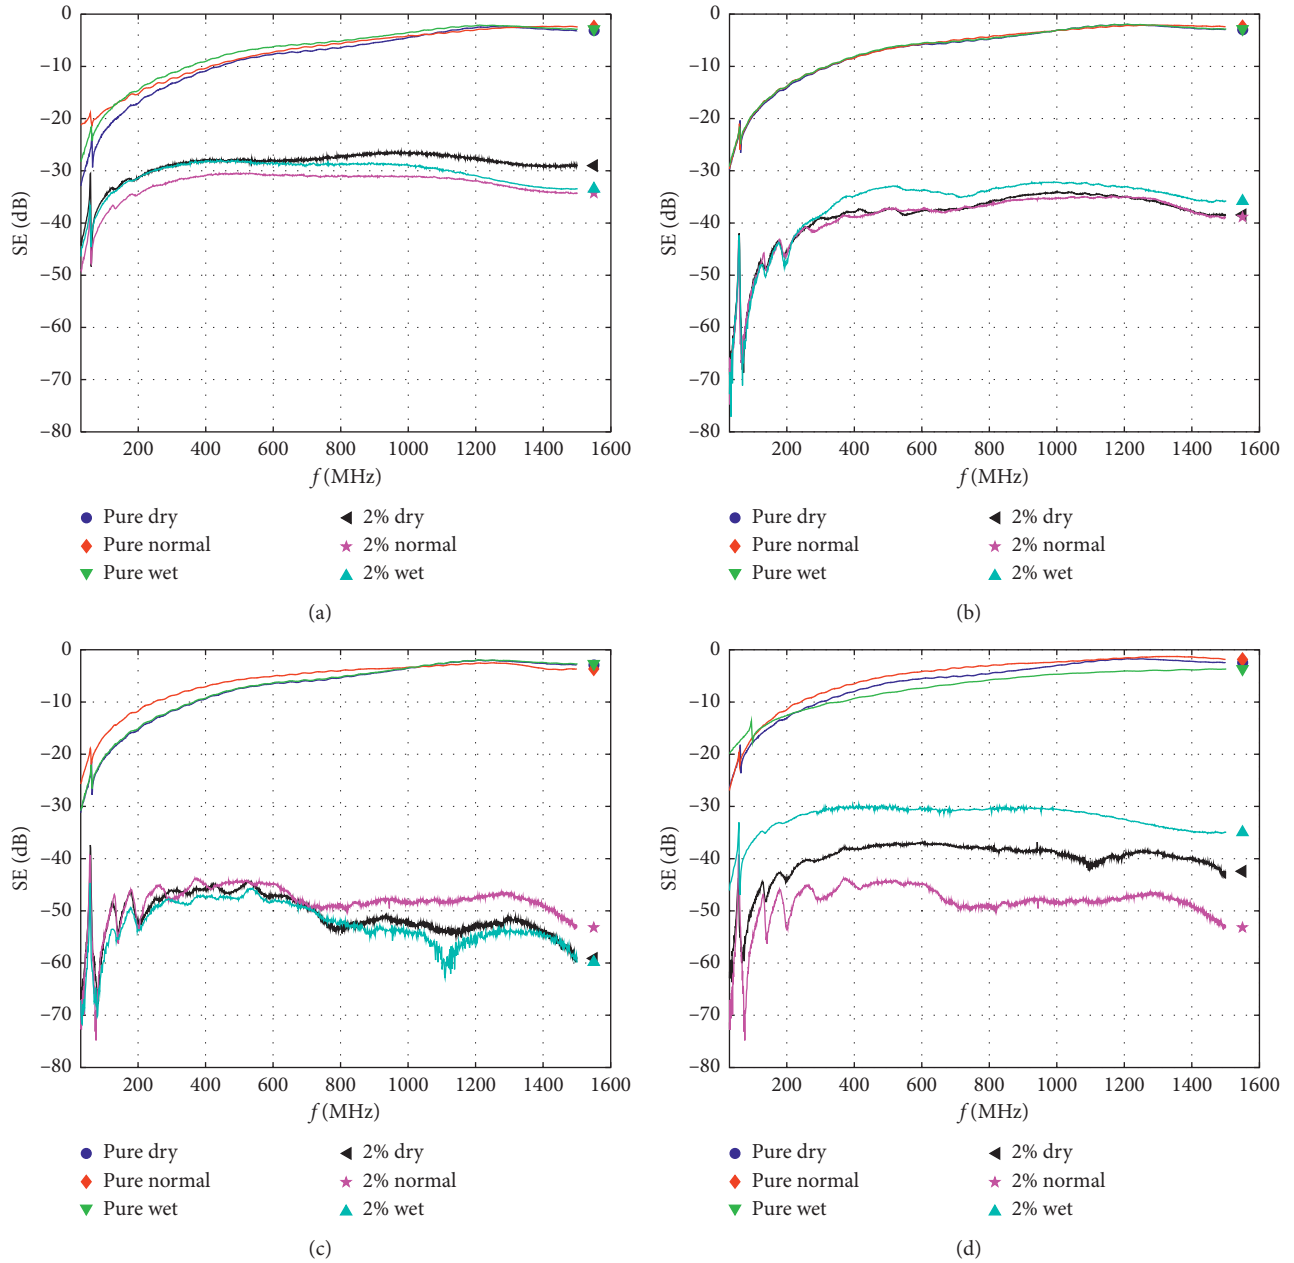 0
−10
−20
−30
−40
−50
−60
−70
−80
SE (dB)
200 400 600 800 1000 1200 1400 1600
f (MHz)
Pure dry
Pure normal
Pure wet
2% dry
2% normal
2% wet
(a)
0
−10
−20
−30
−40
−50
−60
−70
−80
SE (dB)
200 400 600 800 1000 1200 1400 1600
f (MHz)
Pure dry
Pure normal
Pure wet
2% dry
2% normal
2% wet
(b)
0
−10
−20
−30
−40
−50
−60
−70
−80
SE (dB)
200 400 600 800 1000 1200 1400 1600
f (MHz)
Pure dry
Pure normal
Pure wet
2% dry
2% normal
2% wet
(c)
0
−10
−20
−30
−40
−50
−60
−70
−80
SE (dB)
200 400 600 800 1000 1200 1400 1600
f (MHz)
Pure dry
Pure normal
Pure wet
2% dry
2% normal
2% wet
(d)